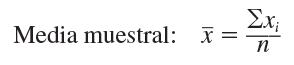 Media muestral: x̄ = Σxᵢ / n